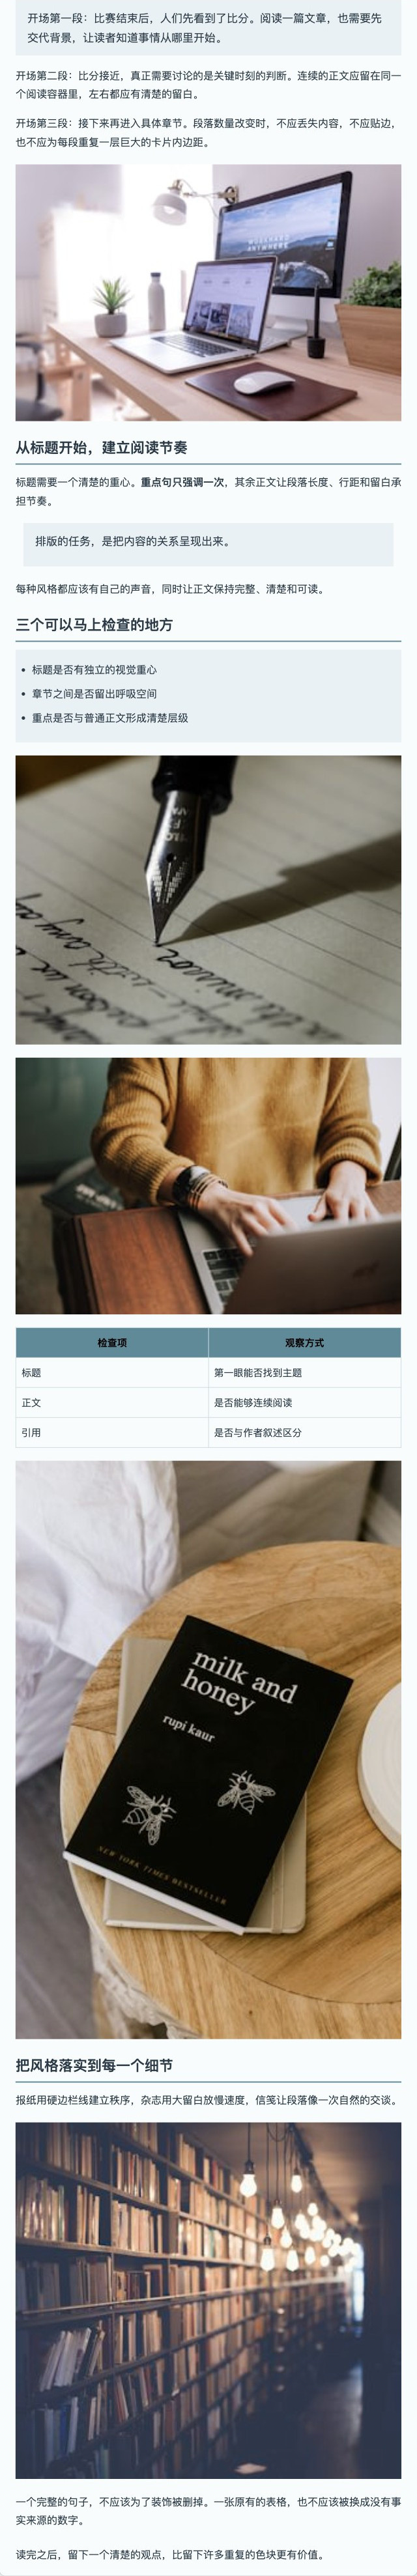 开场第一段：比赛结束后，人们先看到了比分。阅读一篇文章，也需要先
交代背景，让读者知道事情从哪里开始。
开场第二段：比分接近，真正需要讨论的是关键时刻的判断。连续的正文应留在同一
个阅读容器里，左右都应有清楚的留白。
开场第三段：接下来再进入具体章节。段落数量改变时，不应丢失内容，不应贴边，
也不应为每段重复一层巨大的卡片内边距。
从标题开始，建立阅读节奏
标题需要一个清楚的重心。重点句只强调一次，其余正文让段落长度、行距和留白承
担节奏。
排版的任务，是把内容的关系呈现出来。
每种风格都应该有自己的声音，同时让正文保持完整、清楚和可读。
三个可以马上检查的地方
• 标题是否有独立的视觉重心
• 章节之间是否留出呼吸空间
• 重点是否与普通正文形成清楚层级
检查项 观察方式
标题 第一眼能否找到主题
正文 是否能够连续阅读
引用 是否与作者叙述区分
milk and
honey
rupi kaur
NEW YORK TIMES BESTSELLER
把风格落实到每一个细节
报纸用硬边栏线建立秩序，杂志用大留白放慢速度，信笺让段落像一次自然的交谈。
一个完整的句子，不应该为了装饰被删掉。一张原有的表格，也不应该被换成没有事
实来源的数字。
读完之后，留下一个清楚的观点，比留下许多重复的色块更有价值。